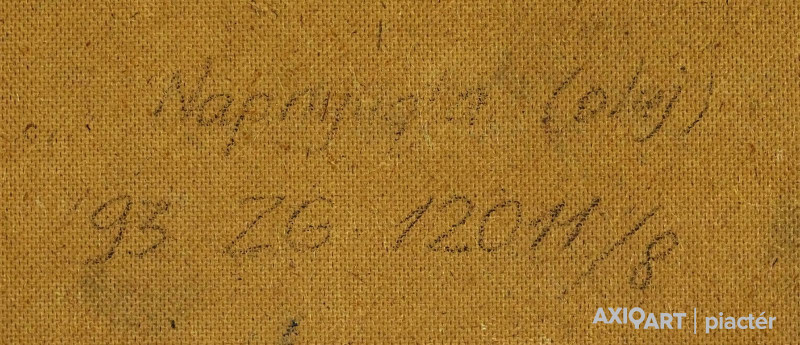 Napnyugta (olaj)
'93 ZG 12011/8
AXIOART | piactér